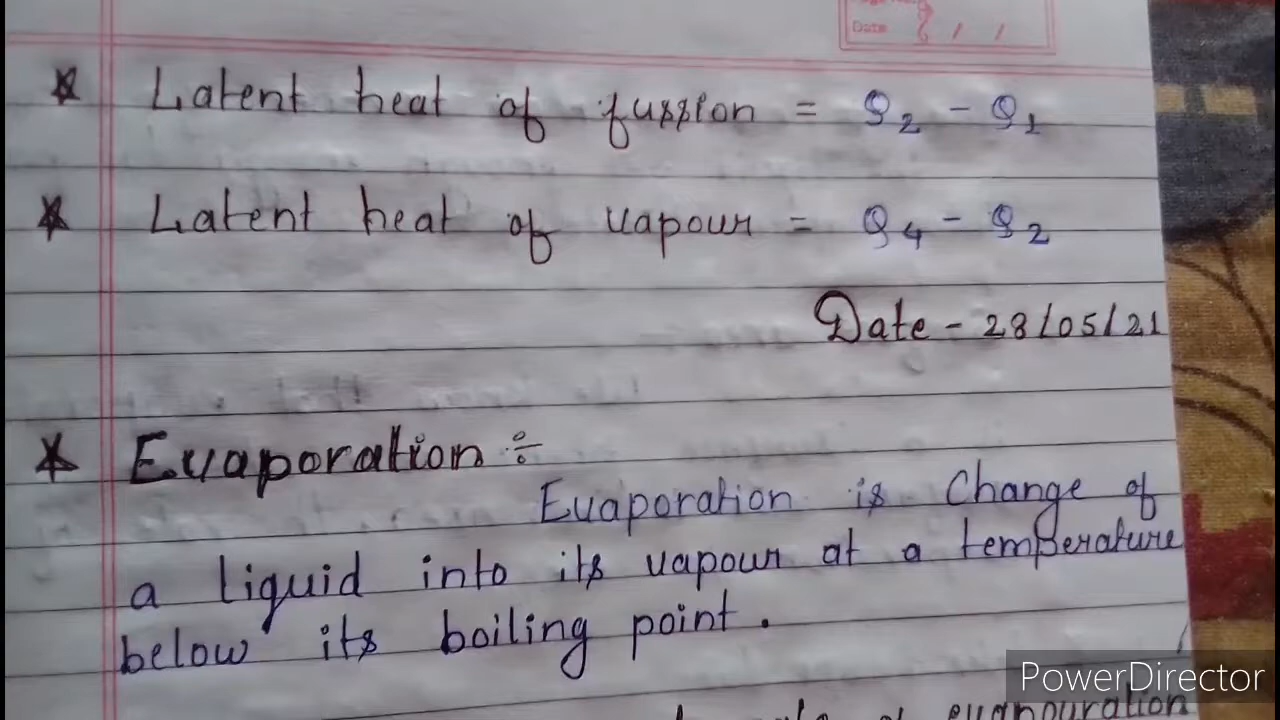 Date
* Latent heat of fussion = Q2 - Q1
* Latent heat of vapour = Q4 - Q2
Date - 28/05/21
* Evaporation ÷
Evaporation is Change of
a liquid into its vapour at a temperature
below its boiling point.
PowerDirector